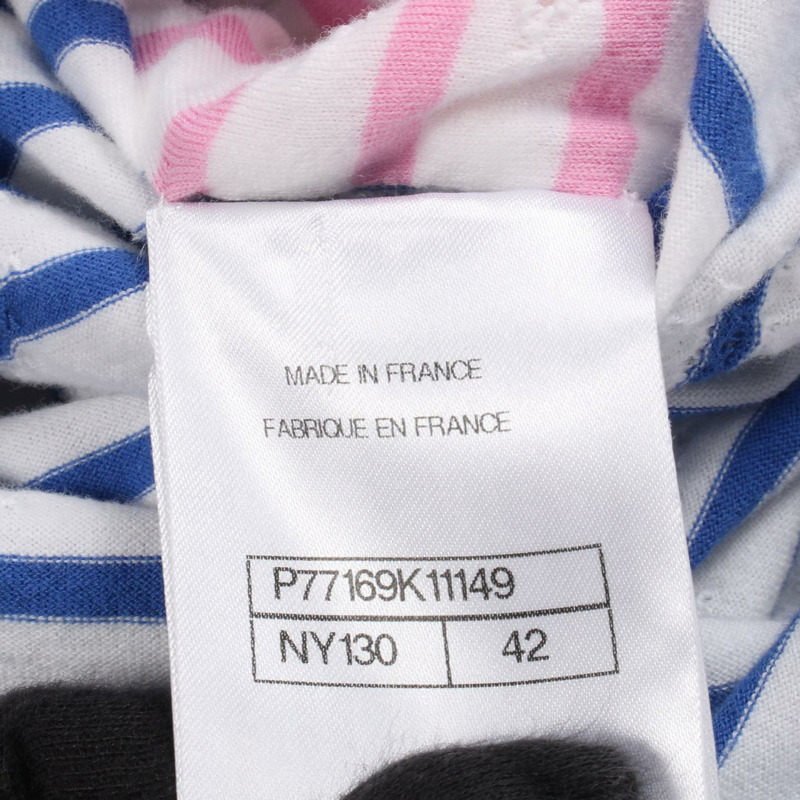 MADE IN FRANCE
FABRIQUE EN FRANCE
P77169K11149
NY130 42